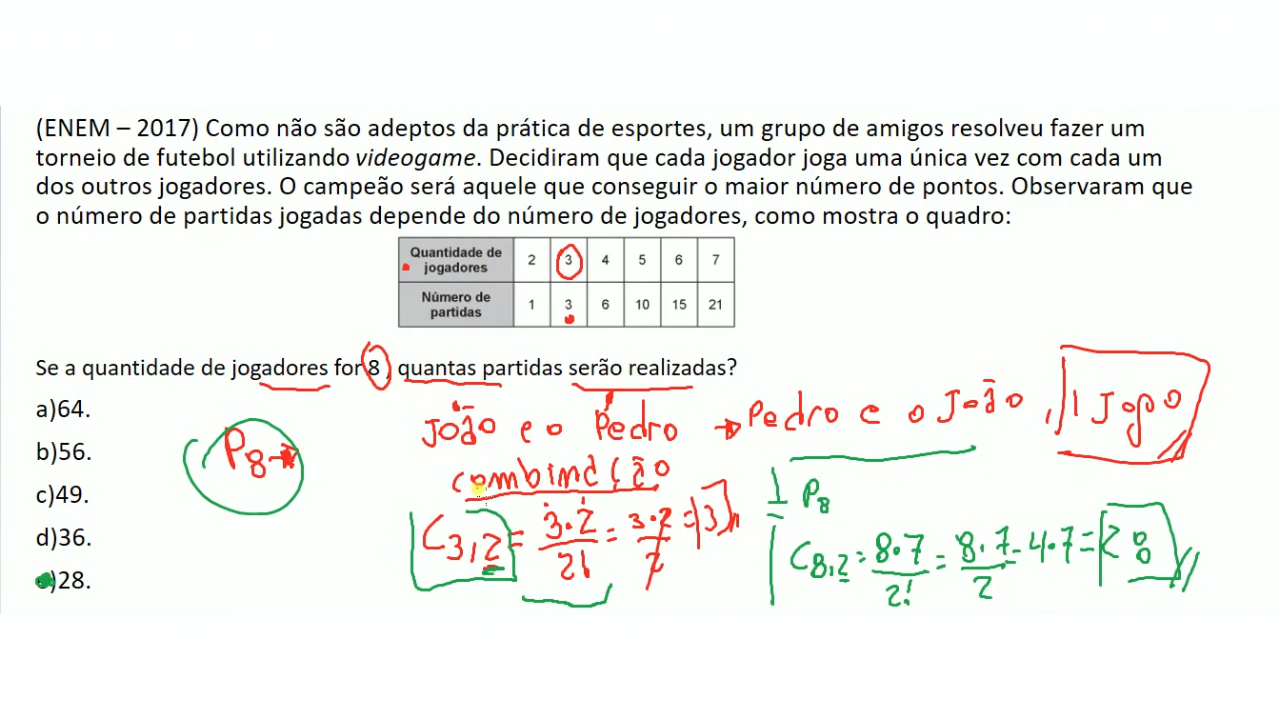 (ENEM – 2017) Como não são adeptos da prática de esportes, um grupo de amigos resolveu fazer um
torneio de futebol utilizando videogame. Decidiram que cada jogador joga uma única vez com cada um
dos outros jogadores. O campeão será aquele que conseguir o maior número de pontos. Observaram que
o número de partidas jogadas depende do número de jogadores, como mostra o quadro:
Quantidade de jogadores 2 3 4 5 6 7
Número de partidas 1 3 6 10 15 21
Se a quantidade de jogadores for 8 , quantas partidas serão realizadas?
a)64.
b)56.
c)49.
d)36.
)28.
P8
João e o Pedro → Pedro e o João , 1 Jogo
combinação
C3,2 = 3.2/2! = 3.2/2 = 3
1 P8
C8,2 = 8.7/2! = 8.7/2 = 4.7 = 28